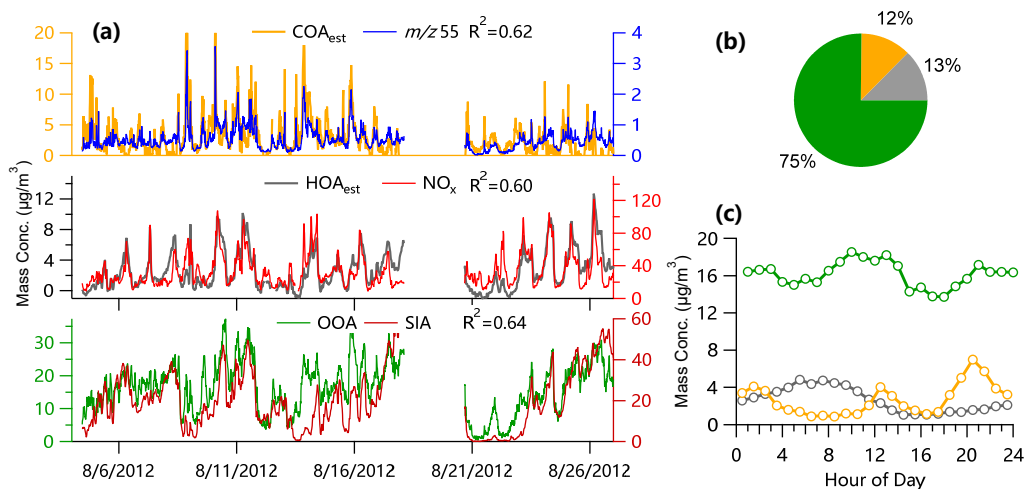 (a)
COAest
m/z 55 R²=0.62
20
15
10
5
0
4
3
2
1
0
HOAest
NOx R²=0.60
12
8
4
0
120
80
40
0
Mass Conc. (µg/m³)
OOA
SIA
R²=0.64
30
20
10
0
60
40
20
0
8/6/2012
8/11/2012
8/16/2012
8/21/2012
8/26/2012
(b)
12%
13%
75%
(c)
20
16
12
8
4
0
Mass Conc. (µg/m³)
0 4 8 12 16 20 24
Hour of Day